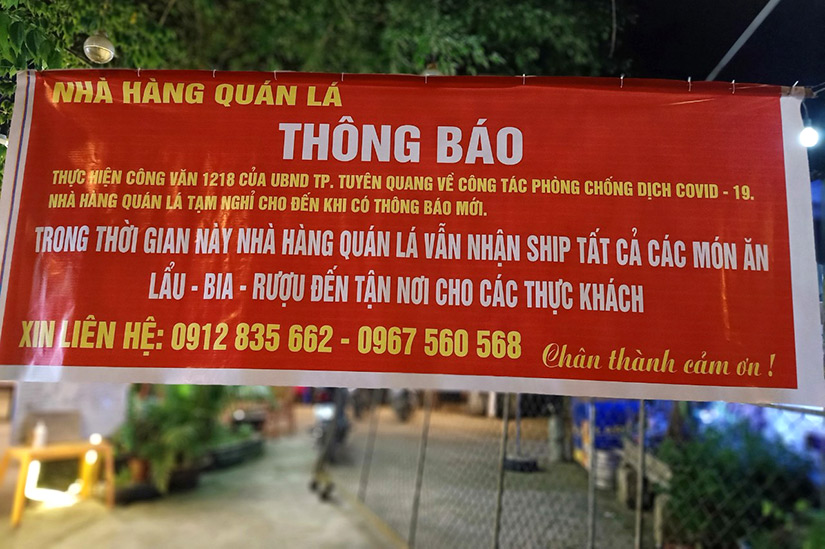 NHÀ HÀNG QUÁN LÁ
THÔNG BÁO
THỰC HIỆN CÔNG VĂN 1218 CỦA UBND TP. TUYÊN QUANG VỀ CÔNG TÁC PHÒNG CHỐNG DỊCH COVID - 19.
NHÀ HÀNG QUÁN LÁ TẠM NGHỈ CHO ĐẾN KHI CÓ THÔNG BÁO MỚI.
TRONG THỜI GIAN NÀY NHÀ HÀNG QUÁN LÁ VẪN NHẬN SHIP TẤT CẢ CÁC MÓN ĂN
LẨU - BIA - RƯỢU ĐẾN TẬN NƠI CHO CÁC THỰC KHÁCH
XIN LIÊN HỆ: 0912 835 662 - 0967 560 568 Chân thành cảm ơn !